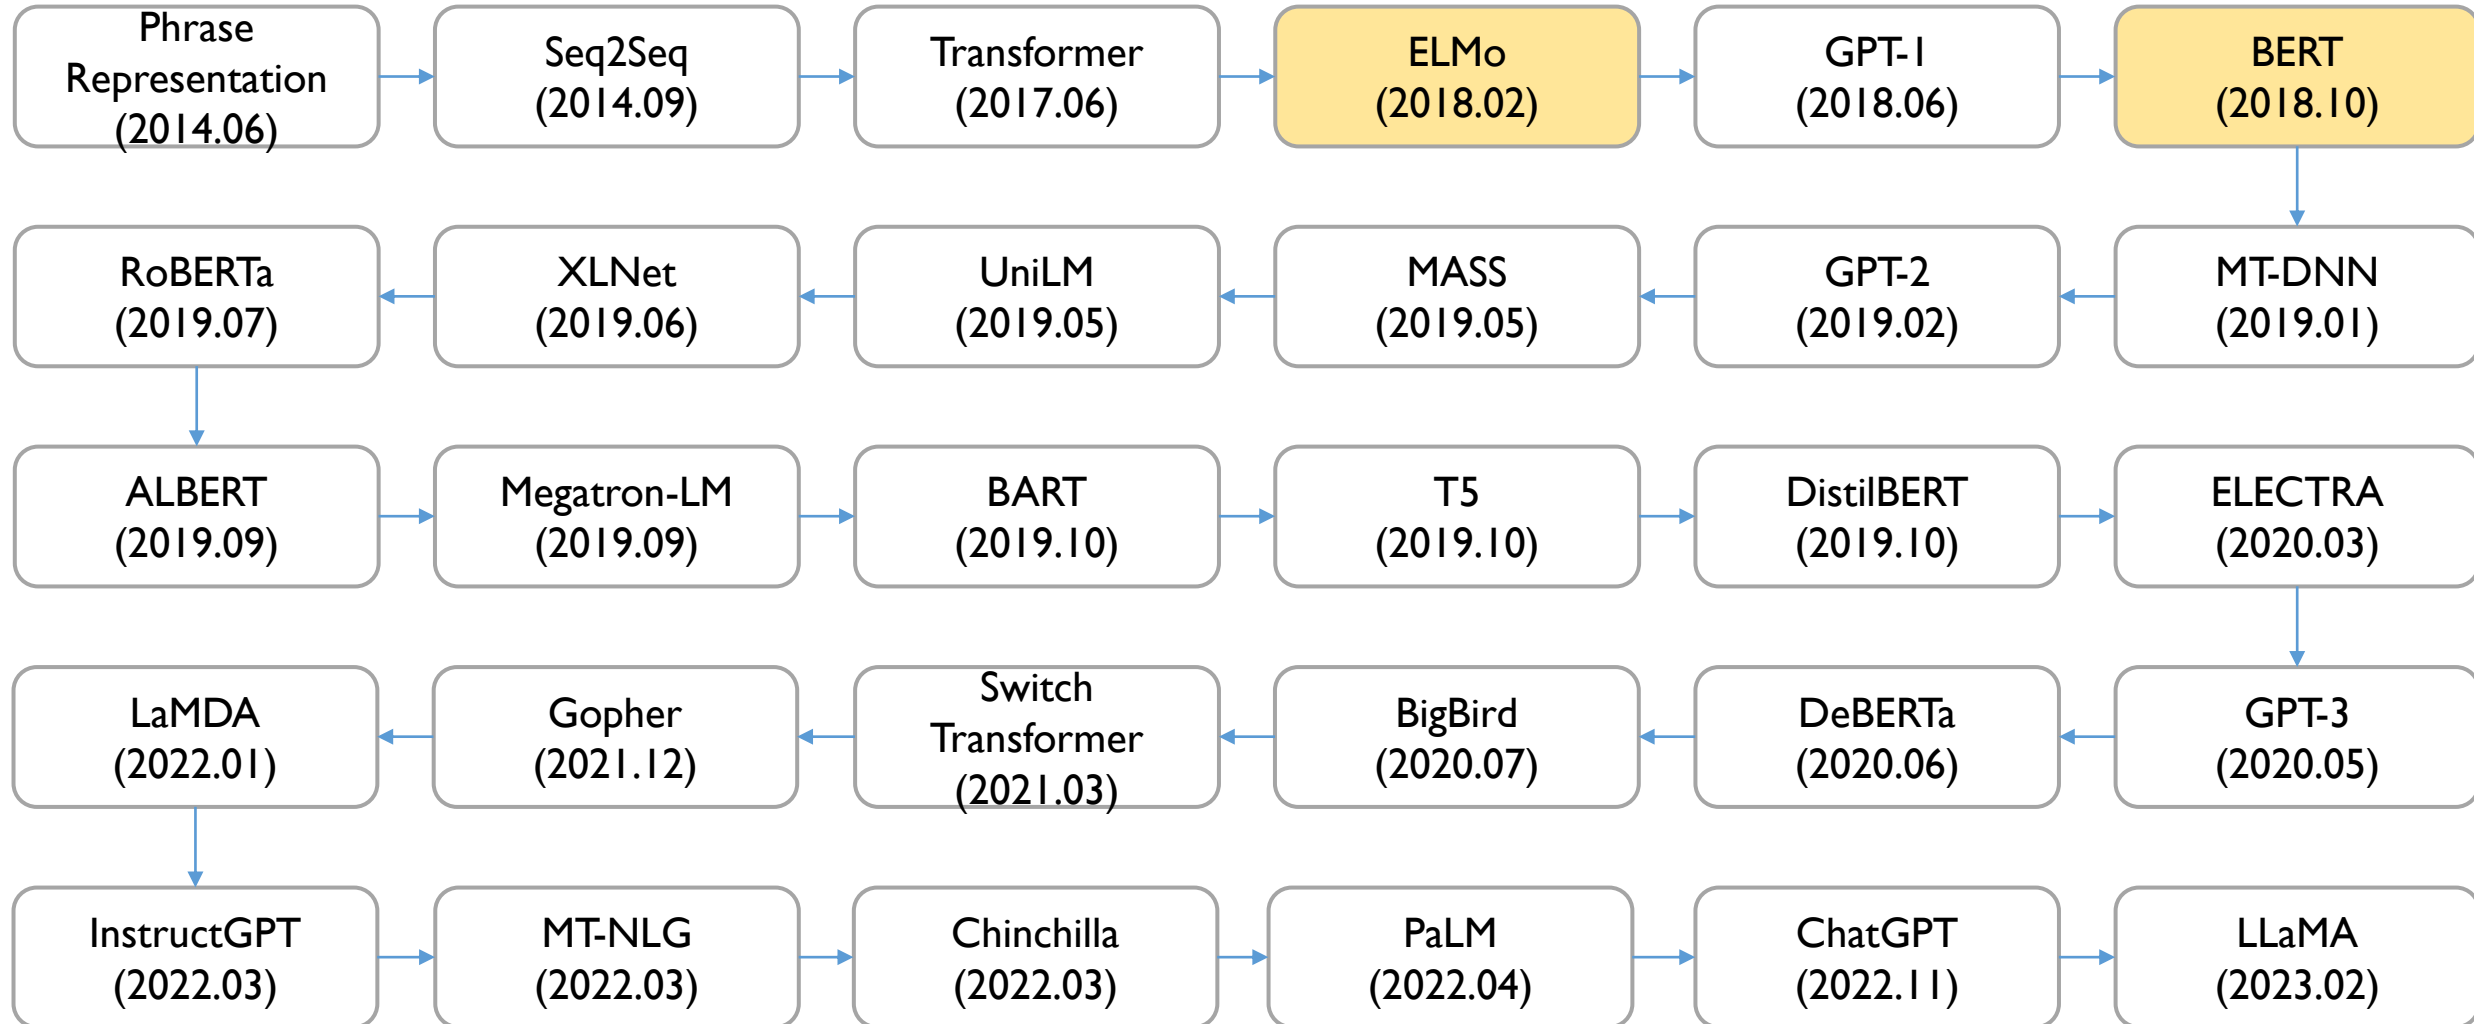 Phrase
Representation
(2014.06)
Seq2Seq
(2014.09)
Transformer
(2017.06)
ELMo
(2018.02)
GPT-1
(2018.06)
BERT
(2018.10)
RoBERTa
(2019.07)
XLNet
(2019.06)
UniLM
(2019.05)
MASS
(2019.05)
GPT-2
(2019.02)
MT-DNN
(2019.01)
ALBERT
(2019.09)
Megatron-LM
(2019.09)
BART
(2019.10)
T5
(2019.10)
DistilBERT
(2019.10)
ELECTRA
(2020.03)
LaMDA
(2022.01)
Gopher
(2021.12)
Switch
Transformer
(2021.03)
BigBird
(2020.07)
DeBERTa
(2020.06)
GPT-3
(2020.05)
InstructGPT
(2022.03)
MT-NLG
(2022.03)
Chinchilla
(2022.03)
PaLM
(2022.04)
ChatGPT
(2022.11)
LLaMA
(2023.02)